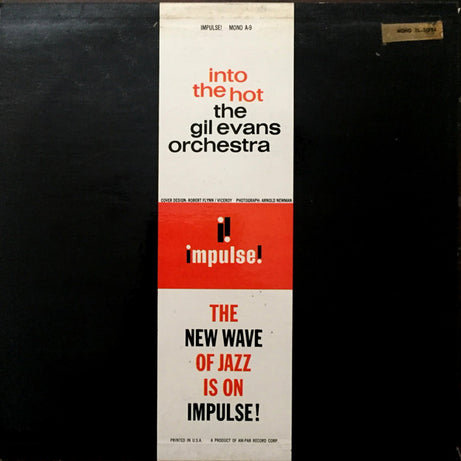 IMPULSE! MONO A-9
MONO
into
the hot
the
gil evans
orchestra
COVER DESIGN: ROBERT FLYNN / VICEROY PHOTOGRAPH: ARNOLD NEWMAN
i!
impulse!
THE
NEW WAVE
OF JAZZ
IS ON
IMPULSE!
PRINTED IN U.S.A. A PRODUCT OF AM-PAR RECORD CORP.